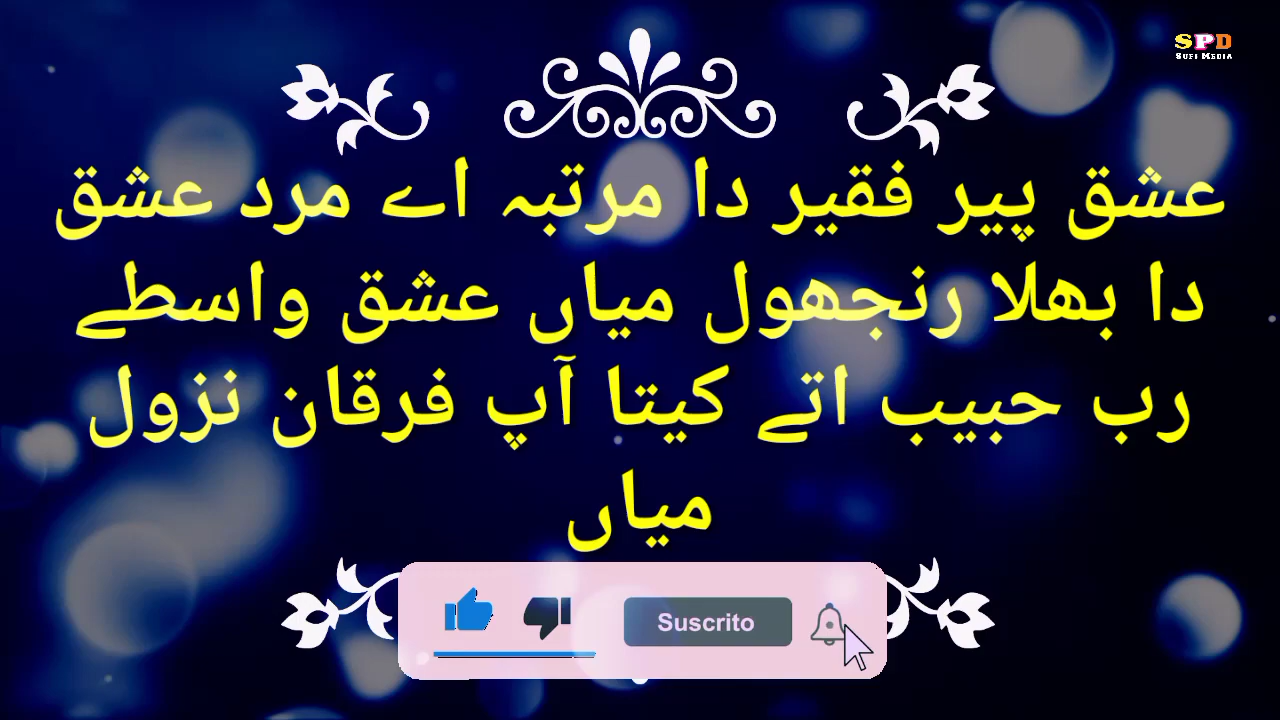 SPD
SUFI MEDIA
عشق پیر فقیر دا مرتبہ اے مرد عشق
دا بھلا رنجھول میاں عشق واسطے
رب حبیب اتے کیتا آپ فرقان نزول
میاں
Suscrito